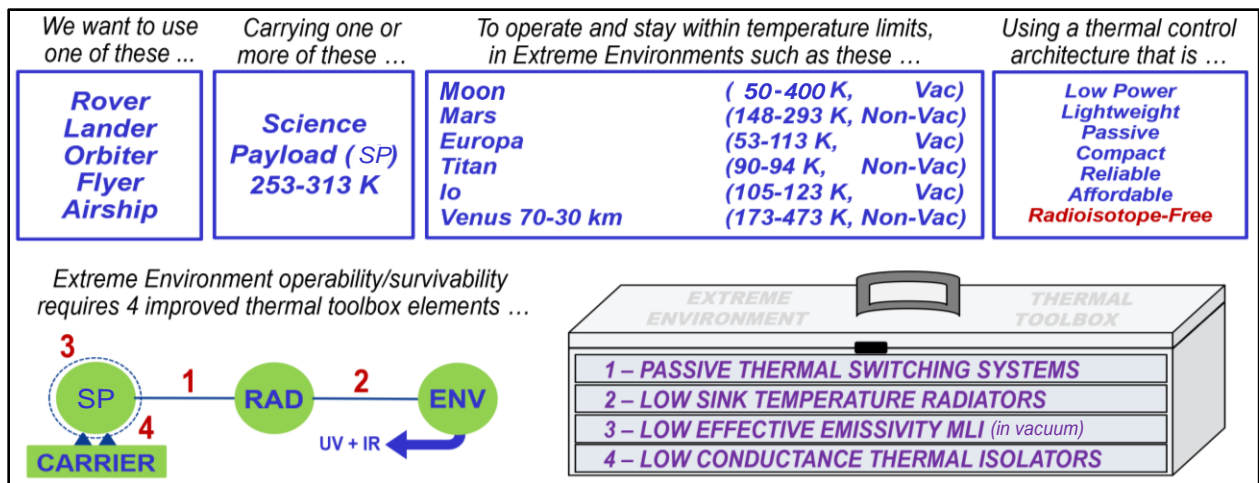 We want to use
one of these ...
Rover
Lander
Orbiter
Flyer
Airship
Carrying one or
more of these …
Science
Payload ( SP)
253-313 K
To operate and stay within temperature limits,
in Extreme Environments such as these …
Moon ( 50-400 K, Vac)
Mars (148-293 K, Non-Vac)
Europa (53-113 K, Vac)
Titan (90-94 K, Non-Vac)
Io (105-123 K, Vac)
Venus 70-30 km (173-473 K, Non-Vac)
Using a thermal control
architecture that is …
Low Power
Lightweight
Passive
Compact
Reliable
Affordable
Radioisotope-Free
Extreme Environment operability/survivability
requires 4 improved thermal toolbox elements …
3
SP
1
RAD
2
ENV
4
CARRIER
UV + IR
EXTREME
ENVIRONMENT
THERMAL
TOOLBOX
1 – PASSIVE THERMAL SWITCHING SYSTEMS
2 – LOW SINK TEMPERATURE RADIATORS
3 – LOW EFFECTIVE EMISSIVITY MLI (in vacuum)
4 – LOW CONDUCTANCE THERMAL ISOLATORS